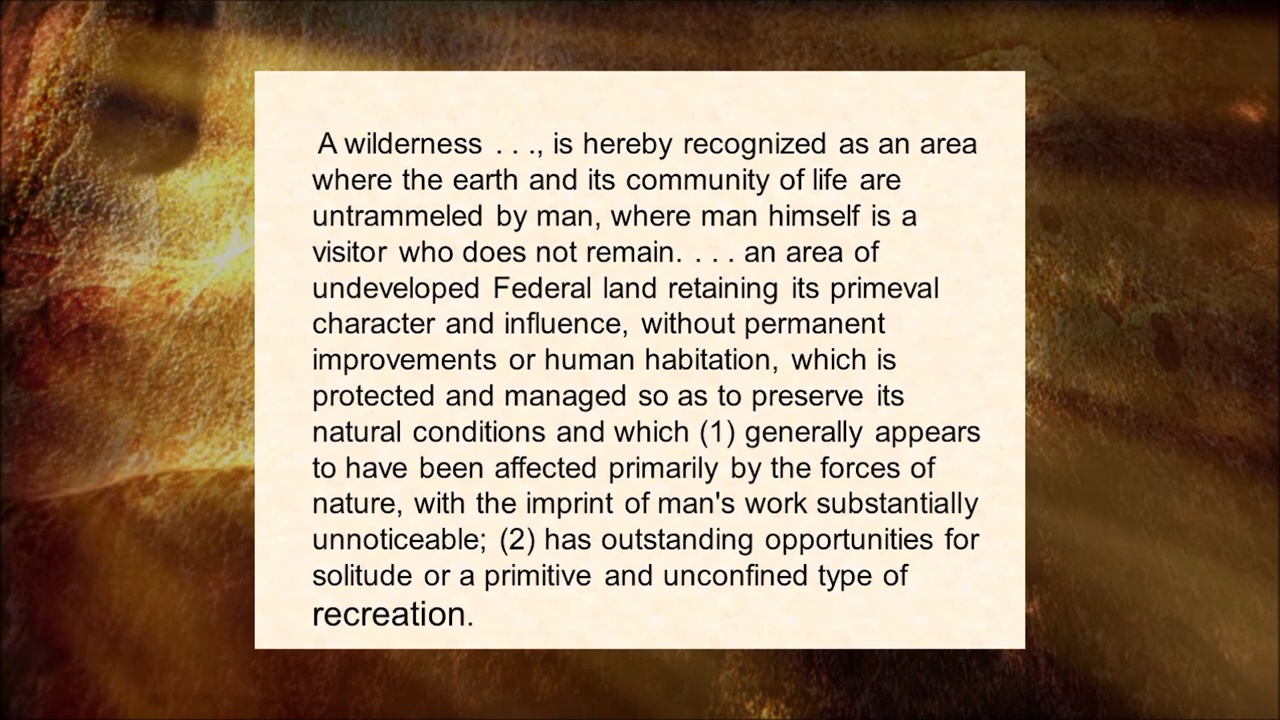 A wilderness . . ., is hereby recognized as an area
where the earth and its community of life are
untrammeled by man, where man himself is a
visitor who does not remain. . . . an area of
undeveloped Federal land retaining its primeval
character and influence, without permanent
improvements or human habitation, which is
protected and managed so as to preserve its
natural conditions and which (1) generally appears
to have been affected primarily by the forces of
nature, with the imprint of man's work substantially
unnoticeable; (2) has outstanding opportunities for
solitude or a primitive and unconfined type of
recreation.